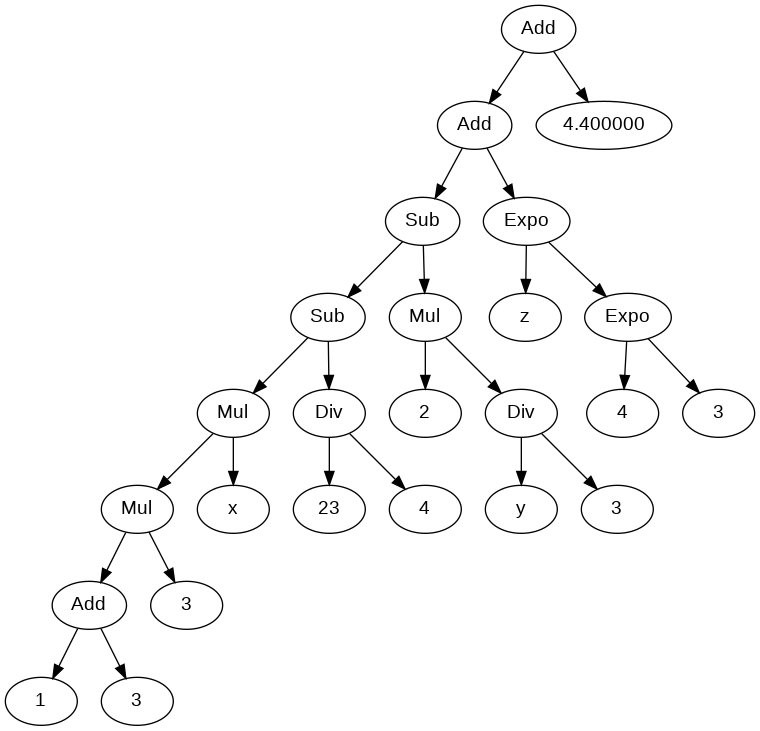 Add
Add 4.400000
Sub Expo
Sub Mul z Expo
Mul Div 2 Div 4 3
Mul x 23 4 y 3
Add 3
1 3